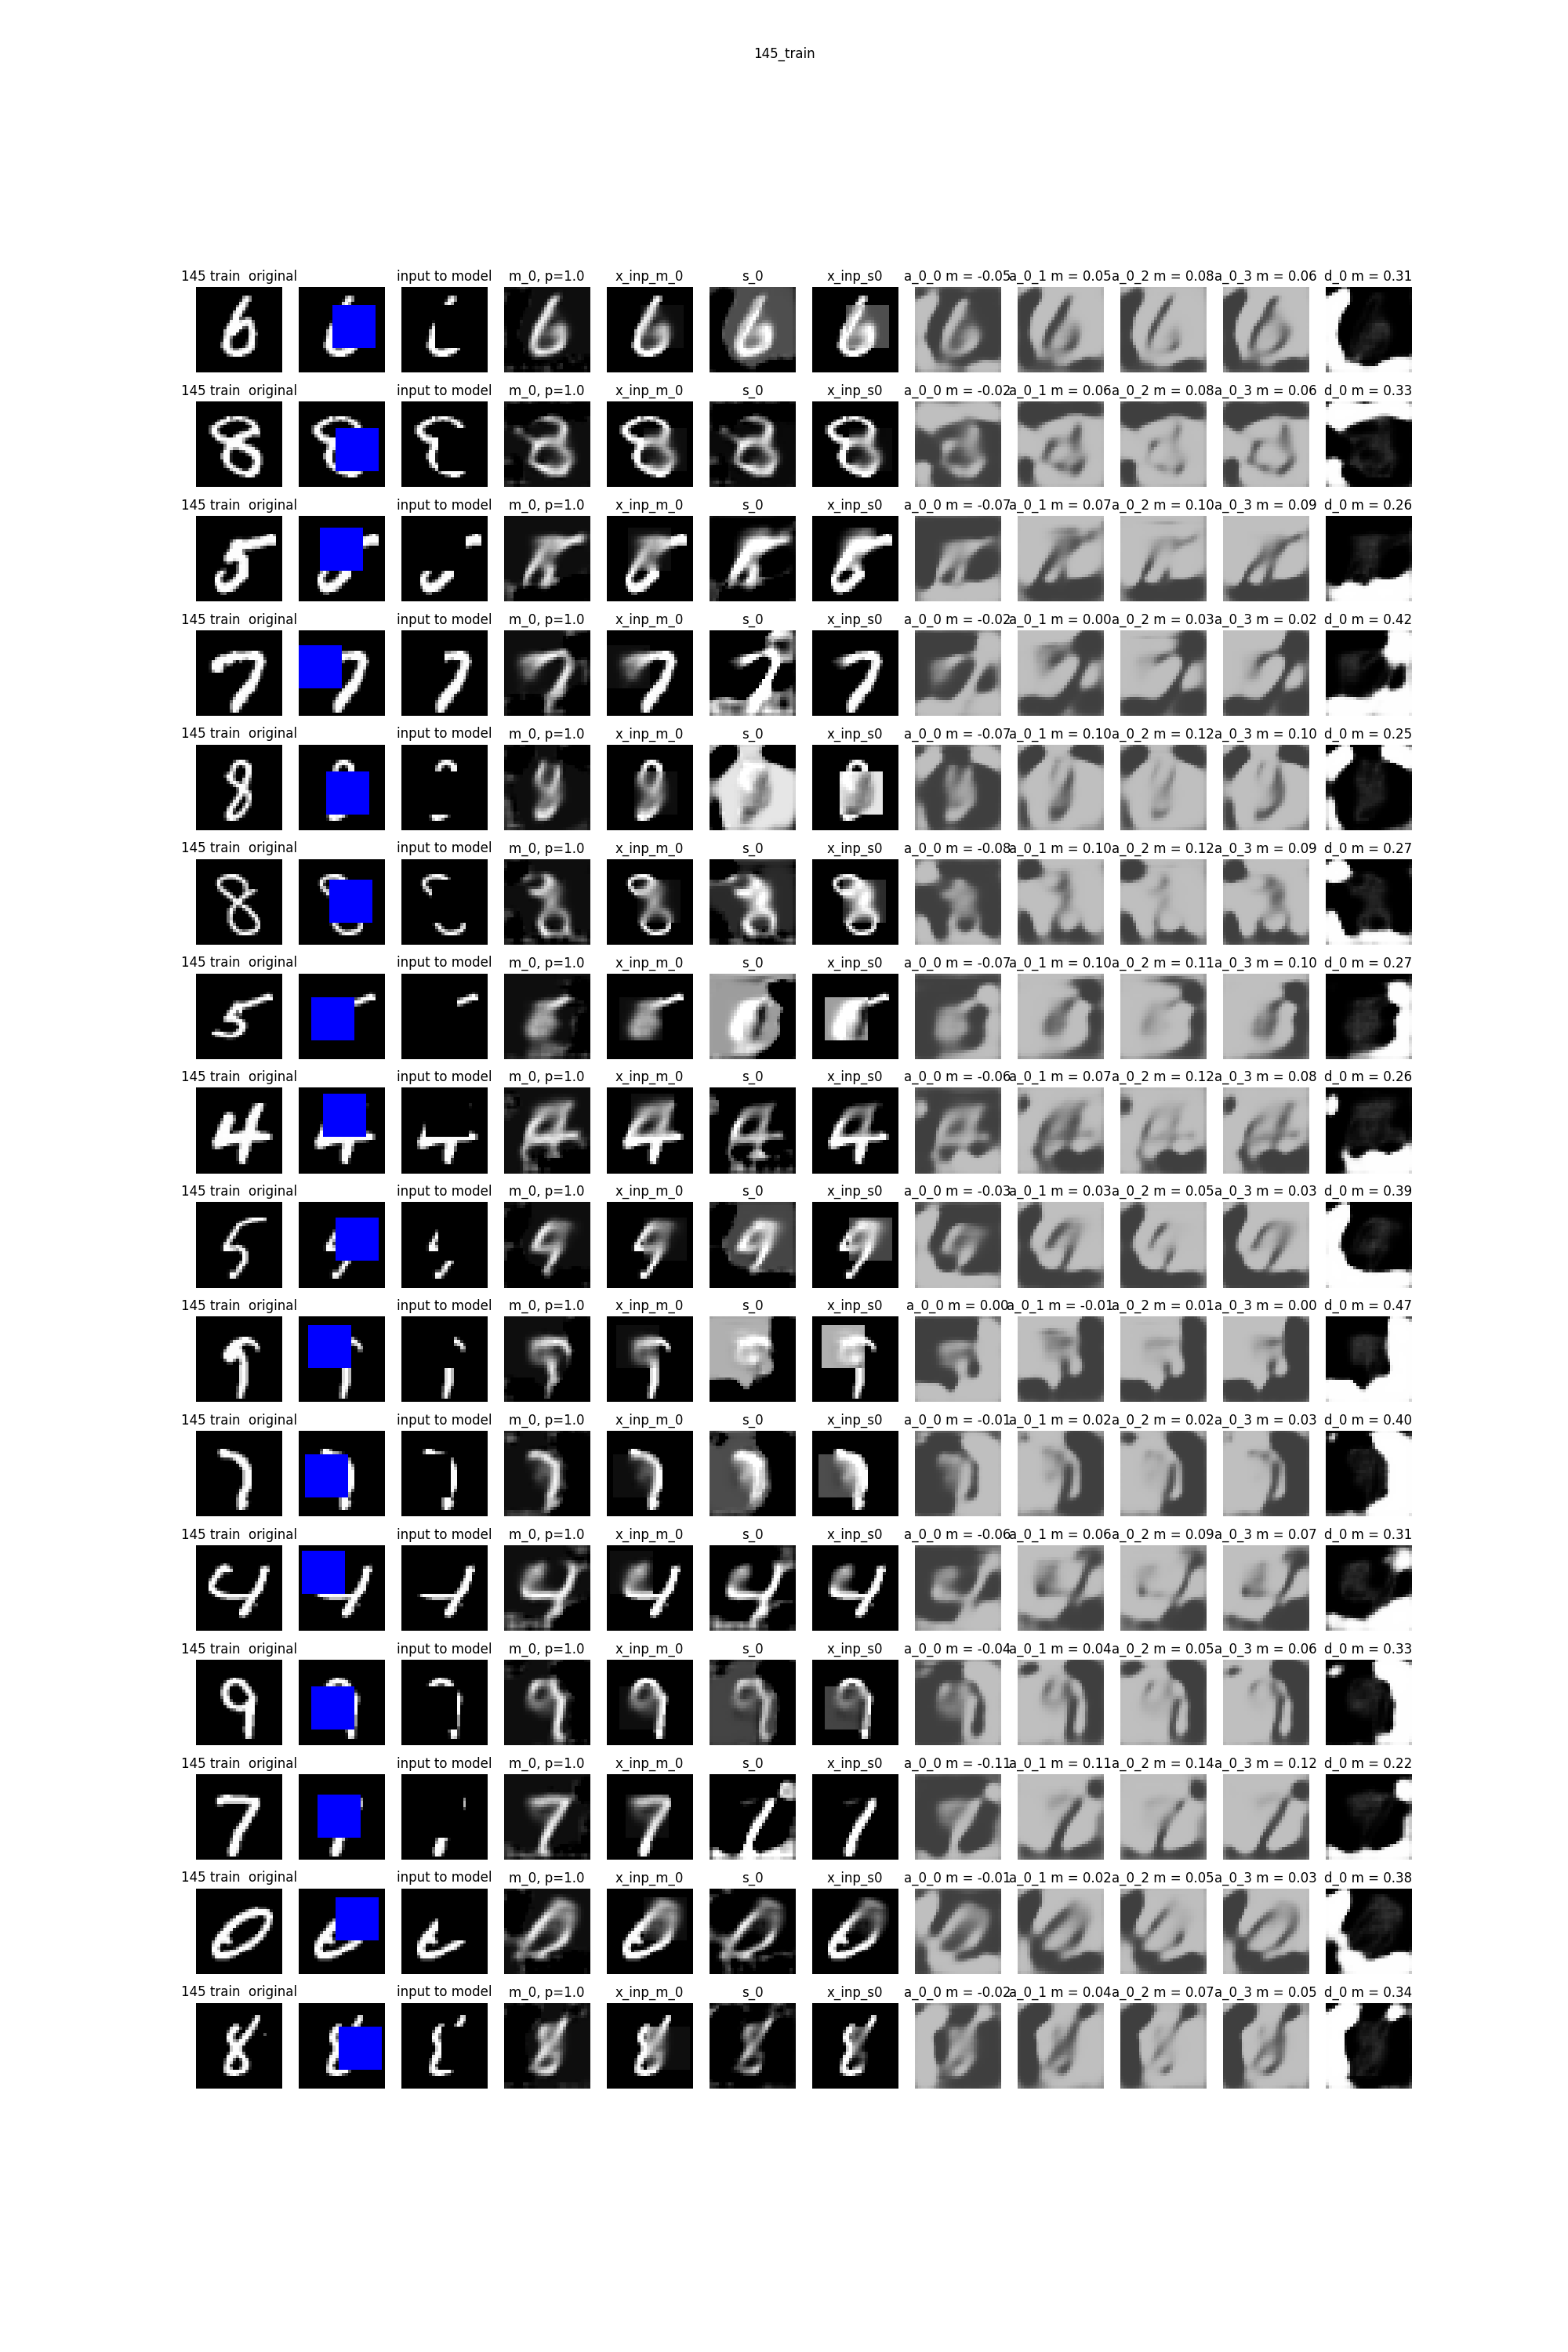 145_train
145 train original input to model m_0, p=1.0 x_inp_m_0 s_0 x_inp_s0 a_0_0 m = -0.05 a_0_1 m = 0.05 a_0_2 m = 0.08 a_0_3 m = 0.06 d_0 m = 0.31
145 train original input to model m_0, p=1.0 x_inp_m_0 s_0 x_inp_s0 a_0_0 m = -0.02 a_0_1 m = 0.06 a_0_2 m = 0.08 a_0_3 m = 0.06 d_0 m = 0.33
145 train original input to model m_0, p=1.0 x_inp_m_0 s_0 x_inp_s0 a_0_0 m = -0.07 a_0_1 m = 0.07 a_0_2 m = 0.10 a_0_3 m = 0.09 d_0 m = 0.26
145 train original input to model m_0, p=1.0 x_inp_m_0 s_0 x_inp_s0 a_0_0 m = -0.02 a_0_1 m = 0.00 a_0_2 m = 0.03 a_0_3 m = 0.02 d_0 m = 0.42
145 train original input to model m_0, p=1.0 x_inp_m_0 s_0 x_inp_s0 a_0_0 m = -0.07 a_0_1 m = 0.10 a_0_2 m = 0.12 a_0_3 m = 0.10 d_0 m = 0.25
145 train original input to model m_0, p=1.0 x_inp_m_0 s_0 x_inp_s0 a_0_0 m = -0.08 a_0_1 m = 0.10 a_0_2 m = 0.12 a_0_3 m = 0.09 d_0 m = 0.27
145 train original input to model m_0, p=1.0 x_inp_m_0 s_0 x_inp_s0 a_0_0 m = -0.07 a_0_1 m = 0.10 a_0_2 m = 0.11 a_0_3 m = 0.10 d_0 m = 0.27
145 train original input to model m_0, p=1.0 x_inp_m_0 s_0 x_inp_s0 a_0_0 m = -0.06 a_0_1 m = 0.07 a_0_2 m = 0.12 a_0_3 m = 0.08 d_0 m = 0.26
145 train original input to model m_0, p=1.0 x_inp_m_0 s_0 x_inp_s0 a_0_0 m = -0.03 a_0_1 m = 0.03 a_0_2 m = 0.05 a_0_3 m = 0.03 d_0 m = 0.39
145 train original input to model m_0, p=1.0 x_inp_m_0 s_0 x_inp_s0 a_0_0 m = 0.00 a_0_1 m = -0.01 a_0_2 m = 0.01 a_0_3 m = 0.00 d_0 m = 0.47
145 train original input to model m_0, p=1.0 x_inp_m_0 s_0 x_inp_s0 a_0_0 m = -0.01 a_0_1 m = 0.02 a_0_2 m = 0.02 a_0_3 m = 0.03 d_0 m = 0.40
145 train original input to model m_0, p=1.0 x_inp_m_0 s_0 x_inp_s0 a_0_0 m = -0.06 a_0_1 m = 0.06 a_0_2 m = 0.09 a_0_3 m = 0.07 d_0 m = 0.31
145 train original input to model m_0, p=1.0 x_inp_m_0 s_0 x_inp_s0 a_0_0 m = -0.04 a_0_1 m = 0.04 a_0_2 m = 0.05 a_0_3 m = 0.06 d_0 m = 0.33
145 train original input to model m_0, p=1.0 x_inp_m_0 s_0 x_inp_s0 a_0_0 m = -0.11 a_0_1 m = 0.11 a_0_2 m = 0.14 a_0_3 m = 0.12 d_0 m = 0.22
145 train original input to model m_0, p=1.0 x_inp_m_0 s_0 x_inp_s0 a_0_0 m = -0.01 a_0_1 m = 0.02 a_0_2 m = 0.05 a_0_3 m = 0.03 d_0 m = 0.38
145 train original input to model m_0, p=1.0 x_inp_m_0 s_0 x_inp_s0 a_0_0 m = -0.02 a_0_1 m = 0.04 a_0_2 m = 0.07 a_0_3 m = 0.05 d_0 m = 0.34